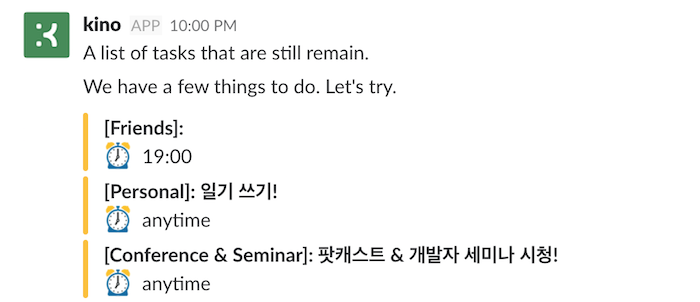 kino APP 10:00 PM
A list of tasks that are still remain.
We have a few things to do. Let's try.
[Friends]:
19:00
[Personal]: 일기 쓰기!
anytime
[Conference & Seminar]: 팟캐스트 & 개발자 세미나 시청!
anytime